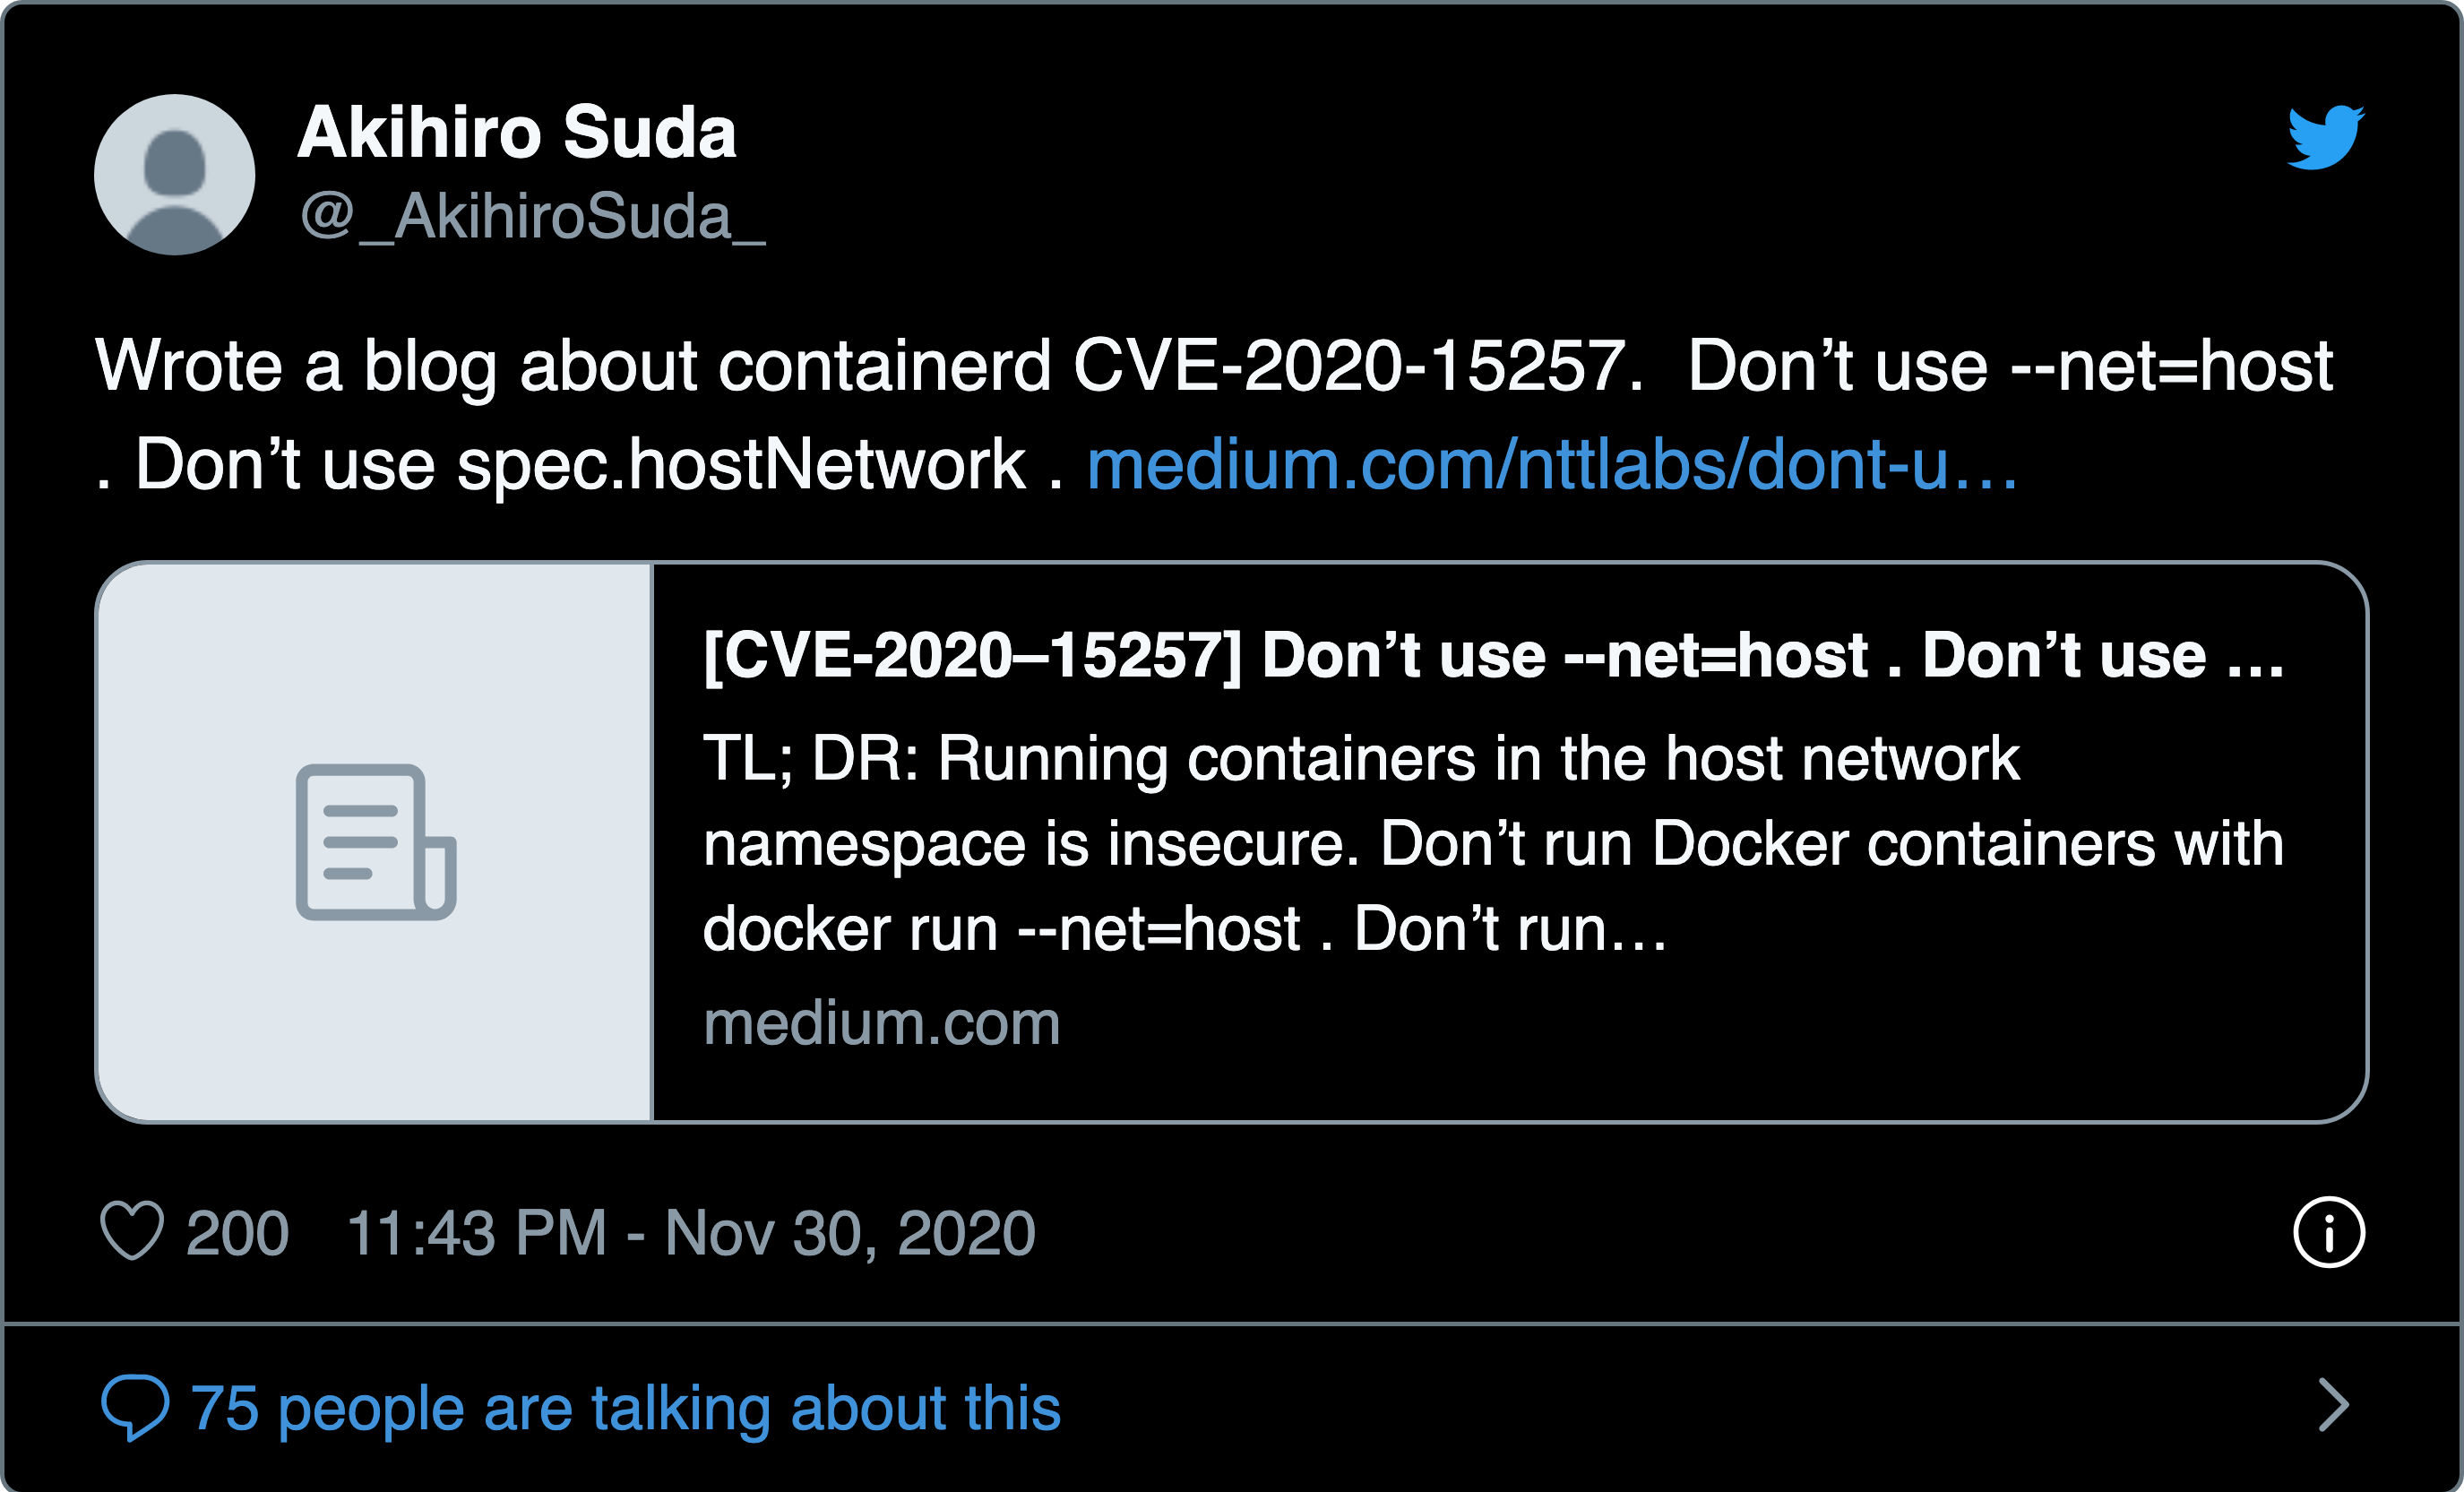 Akihiro Suda
@_AkihiroSuda_
Wrote a blog about containerd CVE-2020-15257.  Don’t use --net=host
. Don’t use spec.hostNetwork . medium.com/nttlabs/dont-u…
[CVE-2020–15257] Don’t use --net=host . Don’t use ...
TL; DR: Running containers in the host network
namespace is insecure. Don’t run Docker containers with
docker run --net=host . Don’t run…
medium.com
200 11:43 PM - Nov 30, 2020
75 people are talking about this